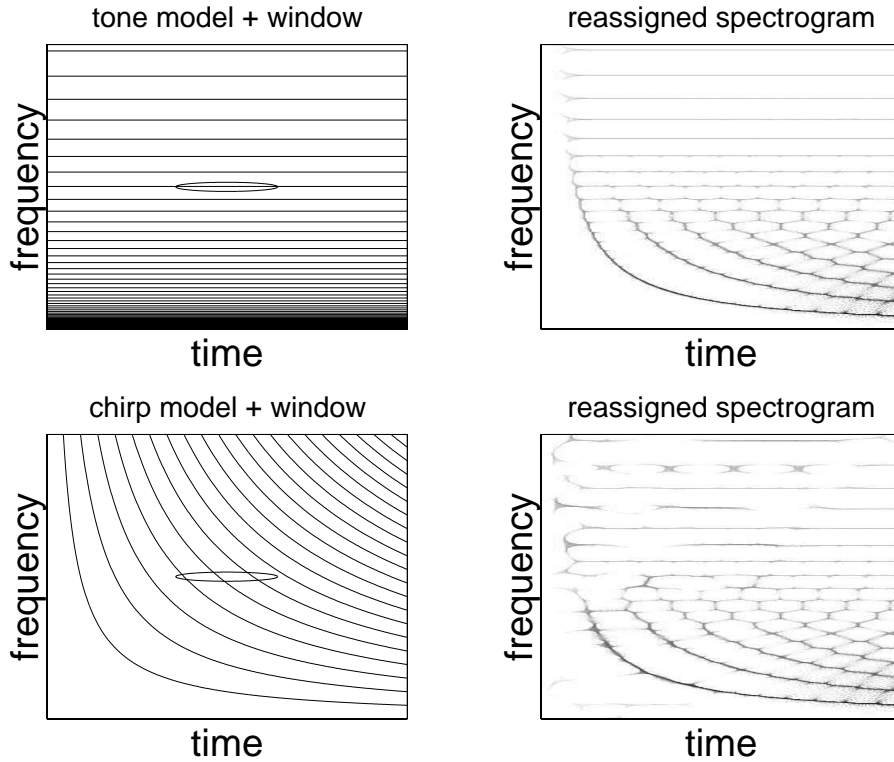 tone model + window
reassigned spectrogram
frequency
time
frequency
time
chirp model + window
reassigned spectrogram
frequency
time
frequency
time